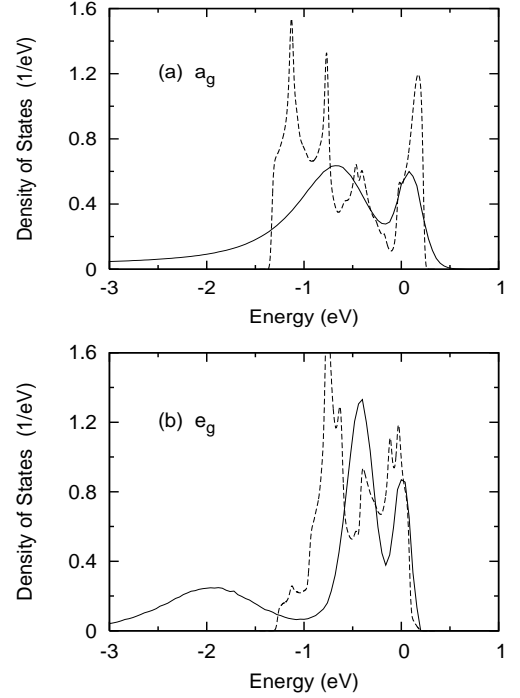 1.6
1.2
0.8
0.4
0
Density of States (1/eV)
(a) ag
-3 -2 -1 0 1
Energy (eV)
1.6
1.2
0.8
0.4
0
Density of States (1/eV)
(b) eg
-3 -2 -1 0 1
Energy (eV)